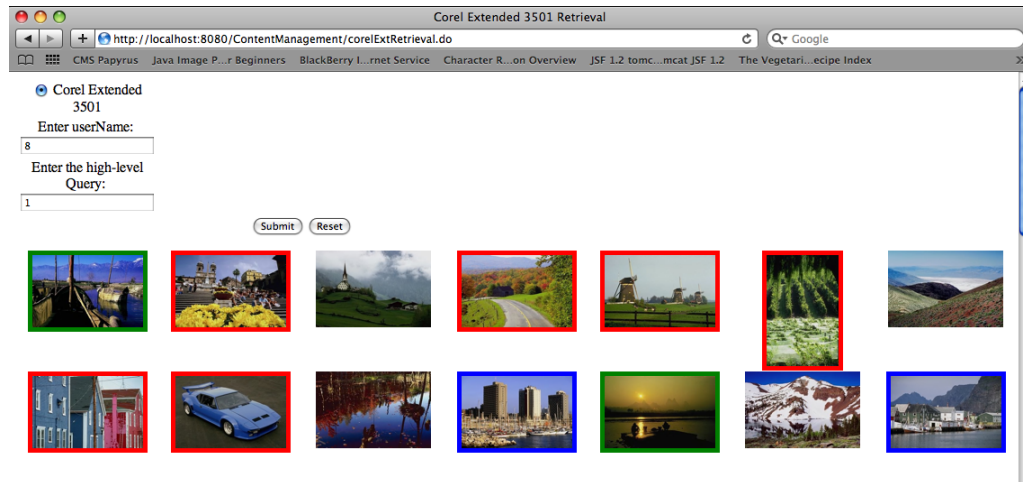 Corel Extended 3501 Retrieval
http://localhost:8080/ContentManagement/corelExtRetrieval.do
Google
CMS Papyrus Java Image P...r Beginners BlackBerry I...rnet Service Character R...on Overview JSF 1.2 tomc...mcat JSF 1.2 The Vegetari...ecipe Index
Corel Extended
3501
Enter userName:
8
Enter the high-level
Query:
1
Submit Reset